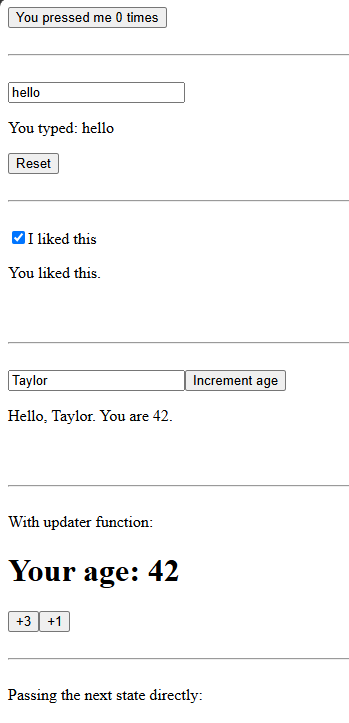 You pressed me 0 times
hello
You typed: hello
Reset
I liked this
You liked this.
Taylor Increment age
Hello, Taylor. You are 42.
With updater function:
Your age: 42
+3 +1
Passing the next state directly: